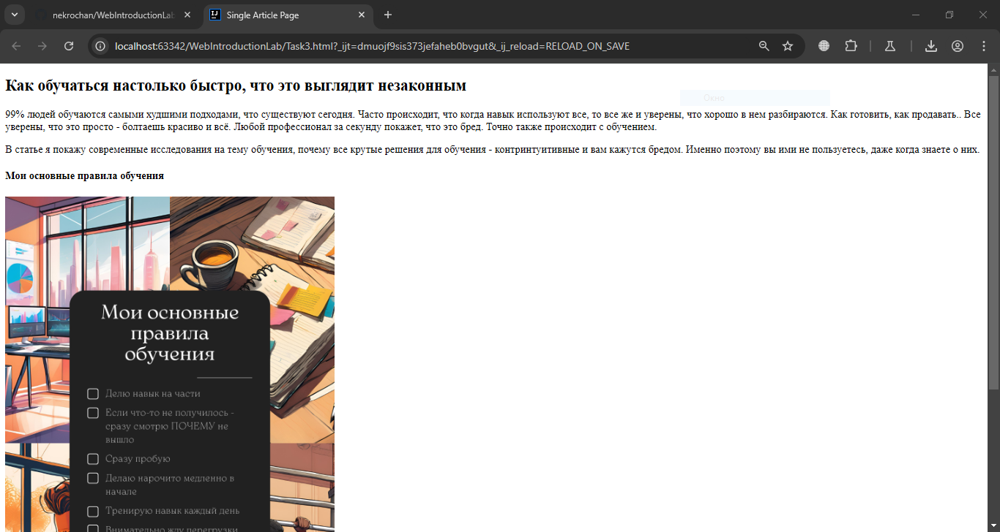 nekrochan/WebIntroductionLab
Single Article Page
localhost:63342/WebIntroductionLab/Task3.html?_ijt=dmuojf9sis373jefaheb0bvgut&_ij_reload=RELOAD_ON_SAVE
Как обучаться настолько быстро, что это выглядит незаконным
Окно
99% людей обучаются самыми худшими подходами, что существуют сегодня. Часто происходит, что когда навык используют все, то все же и уверены, что хорошо в нем разбираются. Как готовить, как продавать.. Все
уверены, что это просто - болтаешь красиво и всё. Любой профессионал за секунду покажет, что это бред. Точно также происходит с обучением.
В статье я покажу современные исследования на тему обучения, почему все крутые решения для обучения - контринтуитивные и вам кажутся бредом. Именно поэтому вы ими не пользуетесь, даже когда знаете о них.
Мои основные правила обучения
Мои основные
правила
обучения
Делю навык на части
Если что-то не получилось -
сразу смотрю ПОЧЕМУ не
вышло
Сразу пробую
Делаю нарочито медленно в
начале
Тренирую навык каждый день
Внимательно жду перегрузки